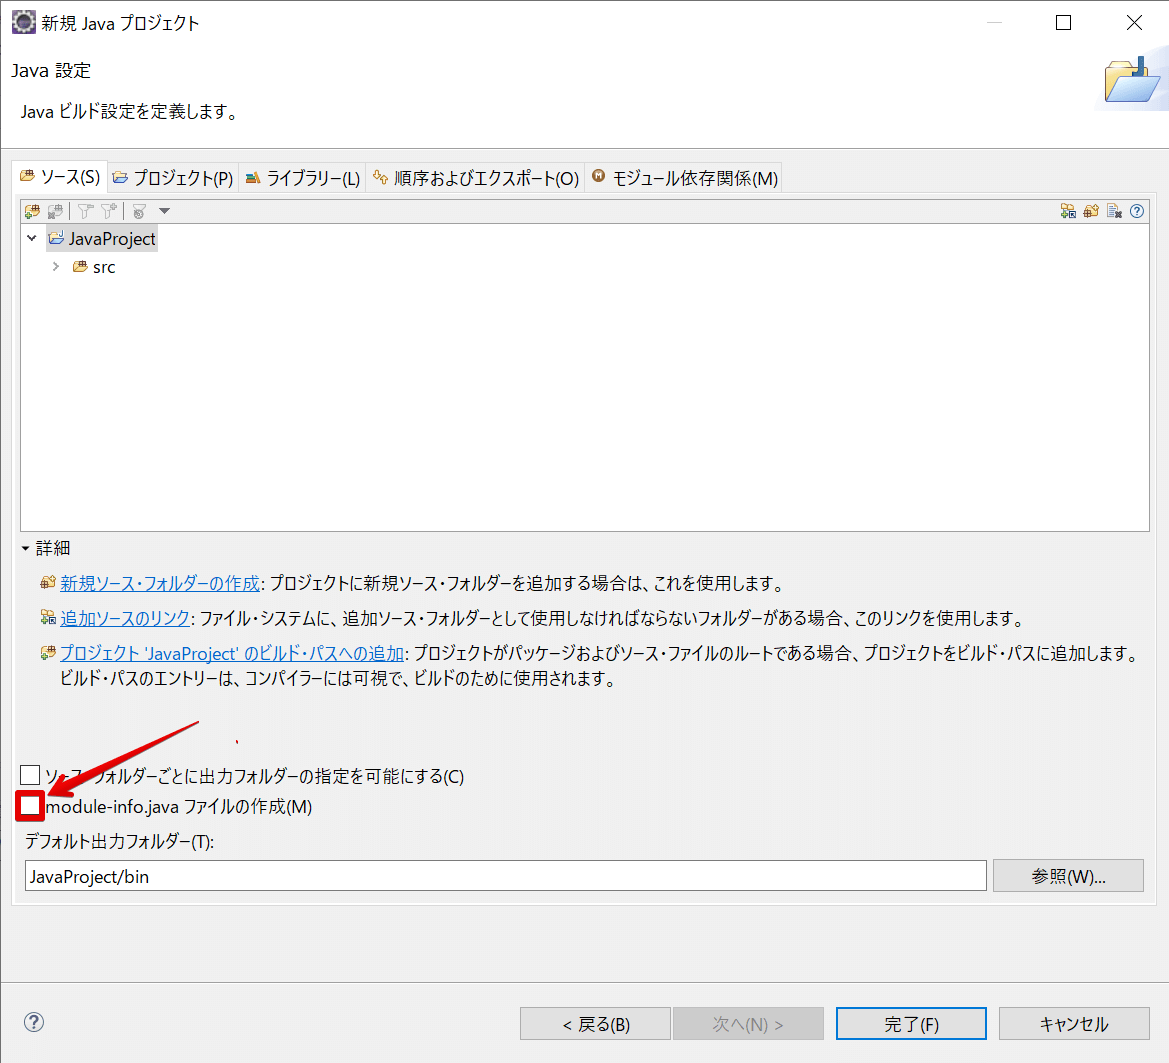 新規 Java プロジェクト
Java 設定
Java ビルド設定を定義します。
ソース(S) プロジェクト(P) ライブラリー(L) 順序およびエクスポート(O) モジュール依存関係(M)
JavaProject
src
詳細
新規ソース・フォルダーの作成: プロジェクトに新規ソース・フォルダーを追加する場合は、これを使用します。
追加ソースのリンク: ファイル・システムに、追加ソース・フォルダーとして使用しなければならないフォルダーがある場合、このリンクを使用します。
プロジェクト 'JavaProject' のビルド・パスへの追加: プロジェクトがパッケージおよびソース・ファイルのルートである場合、プロジェクトをビルド・パスに追加します。
ビルド・パスのエントリーは、コンパイラーには可視で、ビルドのために使用されます。
ソース・フォルダーごとに出力フォルダーの指定を可能にする(C)
module-info.java ファイルの作成(M)
デフォルト出力フォルダー(T):
JavaProject/bin 参照(W)...
< 戻る(B) 次へ(N) > 完了(F) キャンセル